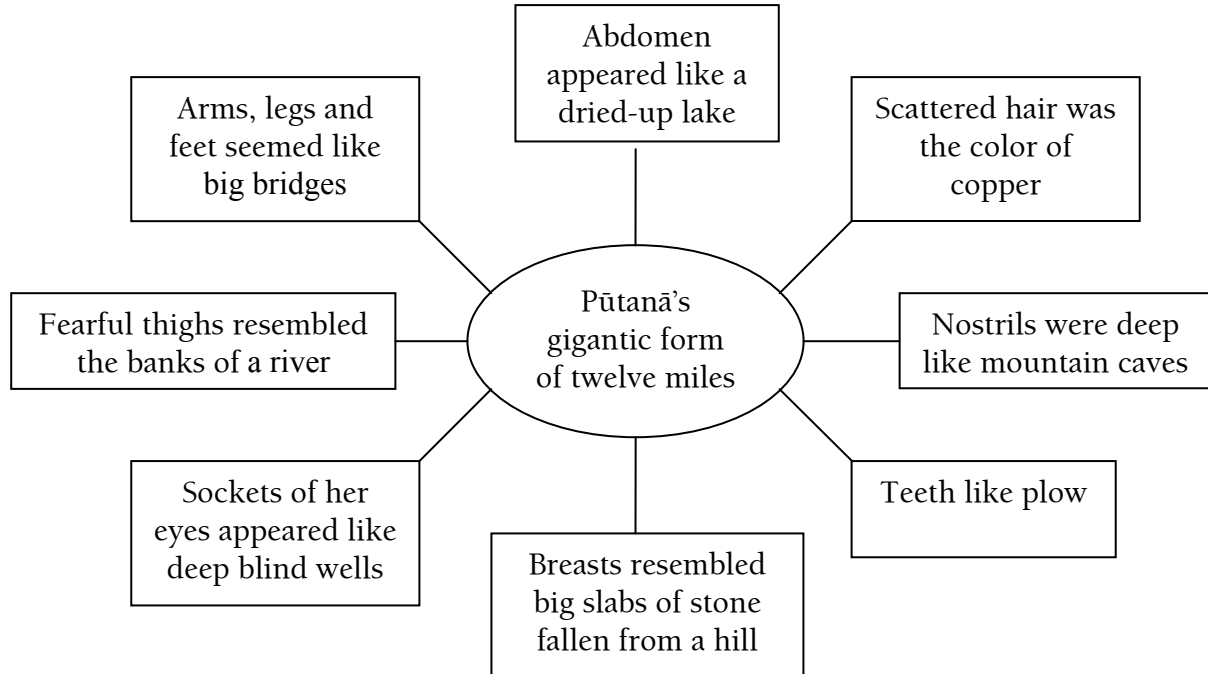 Abdomen
appeared like a
dried-up lake
Arms, legs and
feet seemed like
big bridges
Scattered hair was
the color of
copper
Fearful thighs resembled
the banks of a river
Pūtanā’s
gigantic form
of twelve miles
Nostrils were deep
like mountain caves
Sockets of her
eyes appeared like
deep blind wells
Teeth like plow
Breasts resembled
big slabs of stone
fallen from a hill